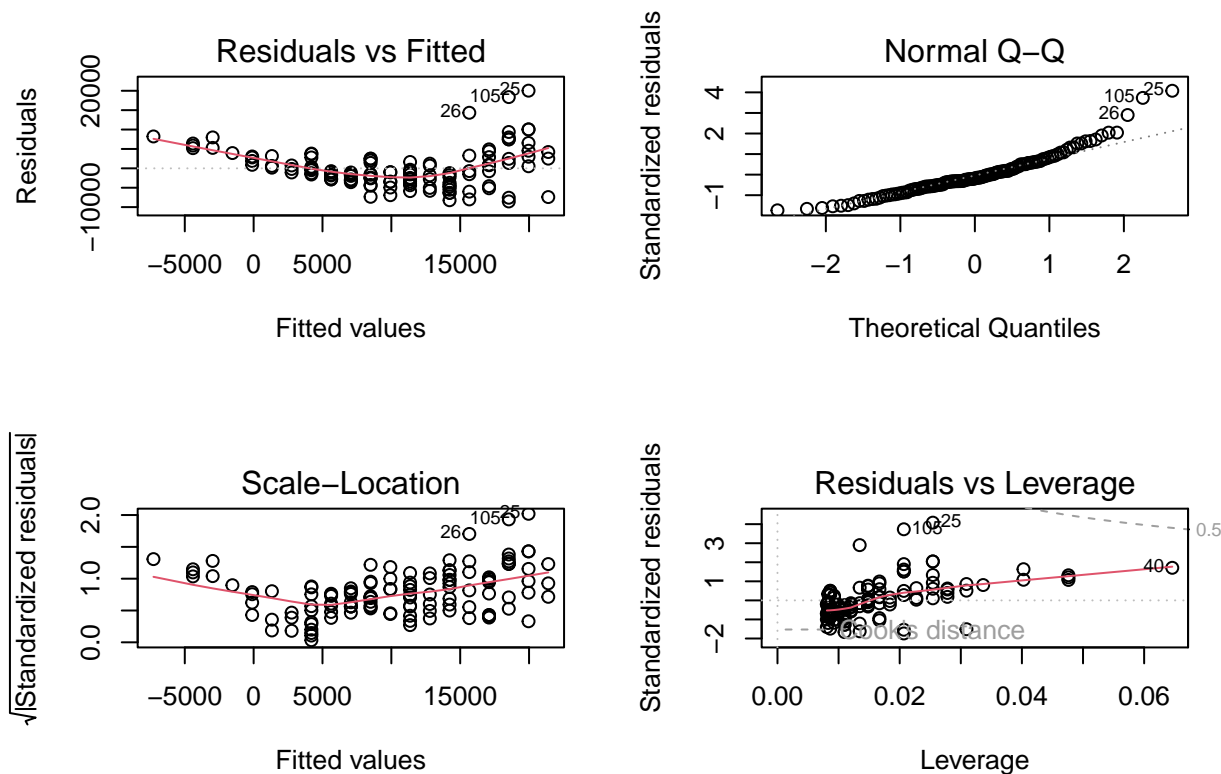 Residuals vs Fitted
Residuals
−10000
20000
−5000 0 5000 15000
Fitted values
26
105
25
Normal Q−Q
Standardized residuals
−1
2
4
−2 −1 0 1 2
Theoretical Quantiles
26
105
25
Scale−Location
√|Standardized residuals|
0.0
1.0
2.0
−5000 0 5000 15000
Fitted values
26
105
25
Residuals vs Leverage
Standardized residuals
−2
1
3
0.00 0.02 0.04 0.06
Leverage
105
25
40
0.5
Cook's distance